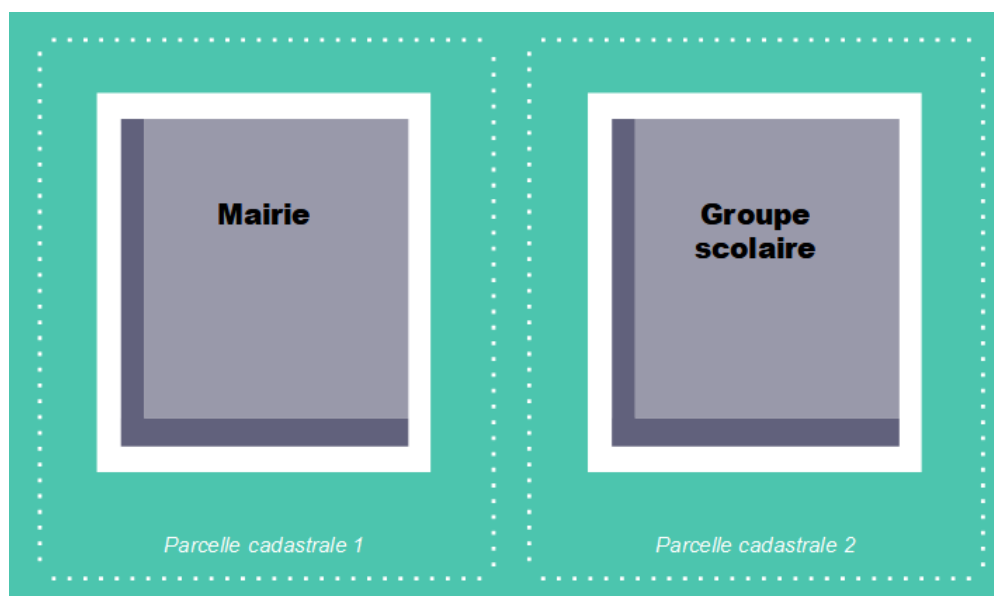 Mairie
Groupe
scolaire
Parcelle cadastrale 1
Parcelle cadastrale 2